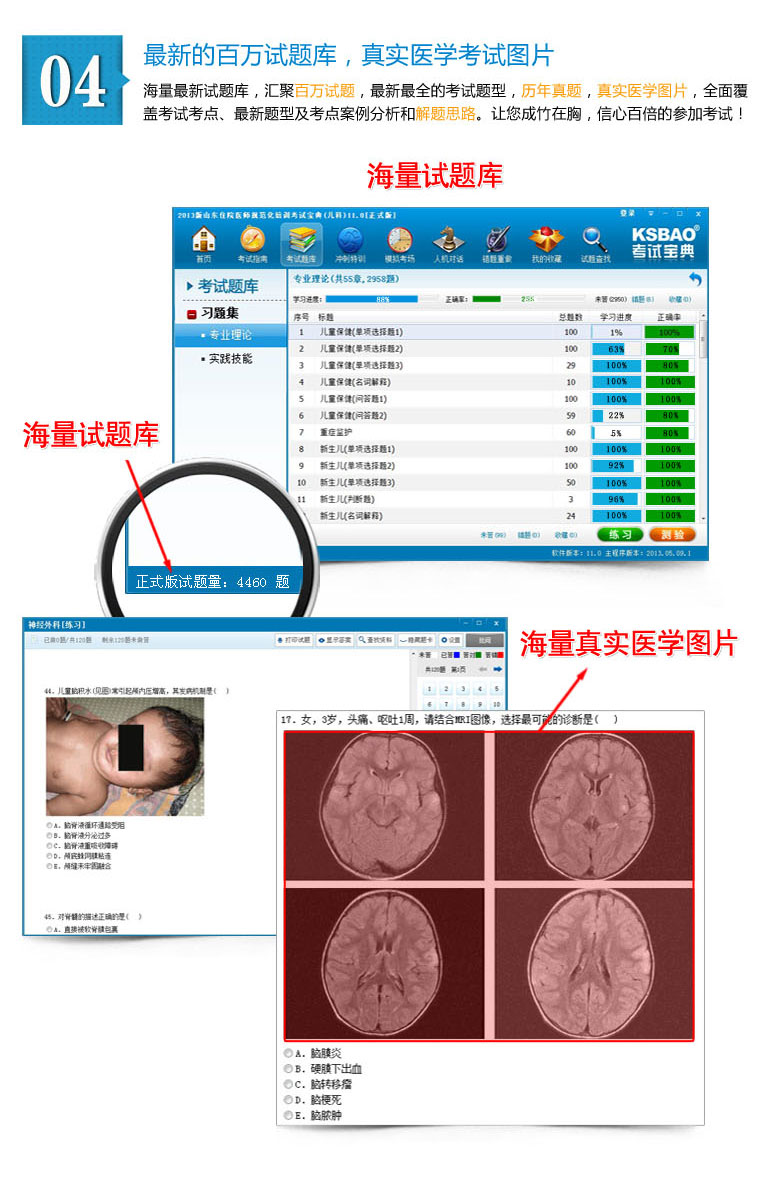 04
最新的百万试题库，真实医学考试图片
海量最新试题库，汇聚百万试题，最新最全的考试题型，历年真题，真实医学图片，全面覆
盖考试考点、最新题型及考点案例分析和解题思路。让您成竹在胸，信心百倍的参加考试！
海量试题库
2013新山东住院医师规范化培训考试宝典(儿科)11.0[正式版]
登录
首页
考试指南
考试题库
冲刺特训
模拟考场
人机对话
错题重做
我的收藏
试题查找
KSBAO®
考试宝典
考试题库
习题集
专业理论
实践技能
专业理论(共55章,2958题)
学习进度：
88%
正确率：
25%
未答(2950)
错题(8)
收藏(0)
序号 标题 总题数 学习进度 正确率
1 儿童保健(单项选择题1) 100 1% 100%
2 儿童保健(单项选择题2) 100 63% 70%
3 儿童保健(单项选择题3) 29 100% 80%
4 儿童保健(名词解释) 10 100% 100%
5 儿童保健(问答题1) 100 100% 100%
6 儿童保健(问答题2) 59 22% 80%
7 重症监护 60 5% 80%
8 新生儿(单项选择题1) 100 100% 100%
9 新生儿(单项选择题2) 100 92% 100%
10 新生儿(单项选择题3) 50 100% 100%
11 新生儿(判断题) 3 96% 100%
新生儿(名词解释) 24 100% 100%
未答(99) 错题(0) 收藏(0)
练习
测验
软件版本：11.0 主程序版本：2013.05.09.1
海量试题库
正式版试题量：4460 题
神经外科[练习]
已做0题/共120题 剩余120题未做答
打印试题
显示答案
查找资料
隐藏题卡
设置
未答 已答 答对 答错
共120题 第1页
1 2 3 4 5
6 7 8 9 10
44．儿童脑积水(见图)常引起颅内压增高，其发病机制是( )
A．脑脊液循环通路受阻
B．脑脊液分泌过多
C．脑脊液重吸收障碍
D．颅底蛛网膜粘连
E．颅缝未牢固融合
45．对脊髓的描述正确的是( )
A．直接被软脊膜包裹
海量真实医学图片
17．女，3岁，头痛、呕吐1周，请结合MRI图像，选择最可能的诊断是( )
A．脑膜炎
B．硬膜下出血
C．脑转移瘤
D．脑梗死
E．脑脓肿